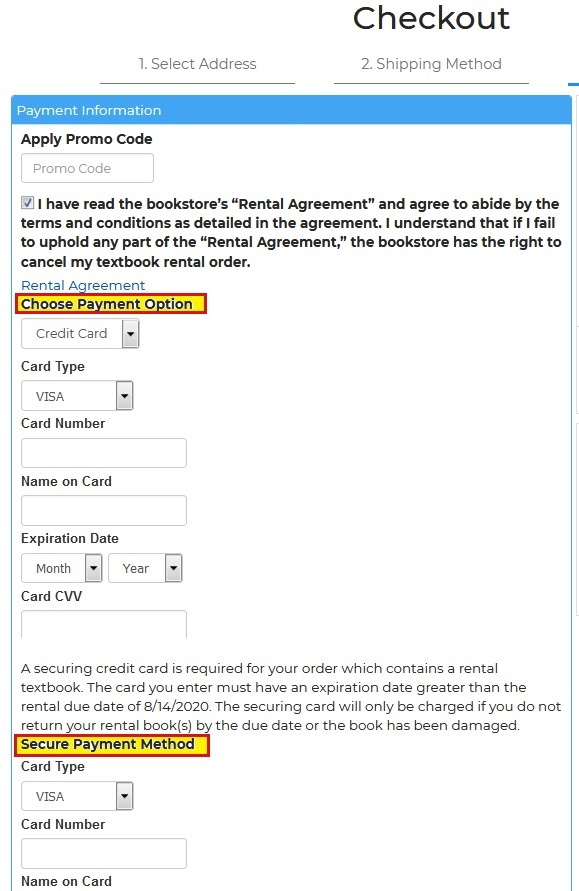 Checkout
1. Select Address
2. Shipping Method
Payment Information
Apply Promo Code
Promo Code
I have read the bookstore’s “Rental Agreement” and agree to abide by the
terms and conditions as detailed in the agreement. I understand that if I fail
to uphold any part of the “Rental Agreement,” the bookstore has the right to
cancel my textbook rental order.
Rental Agreement
Choose Payment Option
Credit Card
Card Type
VISA
Card Number
Name on Card
Expiration Date
Month Year
Card CVV
A securing credit card is required for your order which contains a rental
textbook. The card you enter must have an expiration date greater than the
rental due date of 8/14/2020. The securing card will only be charged if you do not
return your rental book(s) by the due date or the book has been damaged.
Secure Payment Method
Card Type
VISA
Card Number
Name on Card